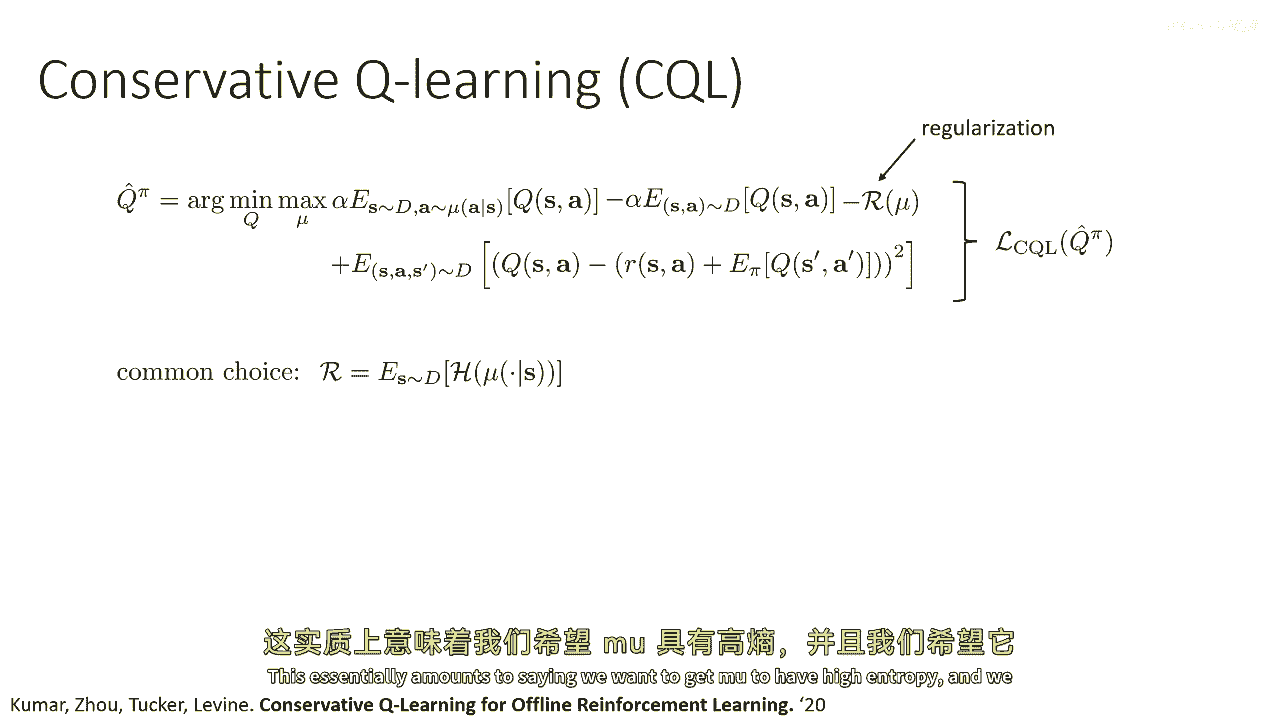 Conservative Q-learning (CQL)
regularization
$\hat{Q}^\pi = \arg\min_Q \max_\mu \alpha E_{\mathbf{s}\sim D, \mathbf{a}\sim\mu(\mathbf{a}|\mathbf{s})}[Q(\mathbf{s}, \mathbf{a})] - \alpha E_{(\mathbf{s},\mathbf{a})\sim D}[Q(\mathbf{s}, \mathbf{a})] - \mathcal{R}(\mu)$
$+ E_{(\mathbf{s},\mathbf{a},\mathbf{s}')\sim D}\left[(Q(\mathbf{s}, \mathbf{a}) - (r(\mathbf{s}, \mathbf{a}) + E_\pi[Q(\mathbf{s}', \mathbf{a}')]))^2\right]$
$\mathcal{L}_{\text{CQL}}(\hat{Q}^\pi)$
common choice: $\mathcal{R} = E_{\mathbf{s}\sim D}[\mathcal{H}(\mu(\cdot|\mathbf{s}))]$
这实质上意味着我们希望 mu 具有高熵，并且我们希望它
This essentially amounts to saying we want to get mu to have high entropy, and we
Kumar, Zhou, Tucker, Levine. Conservative Q-Learning for Offline Reinforcement Learning. ‘20